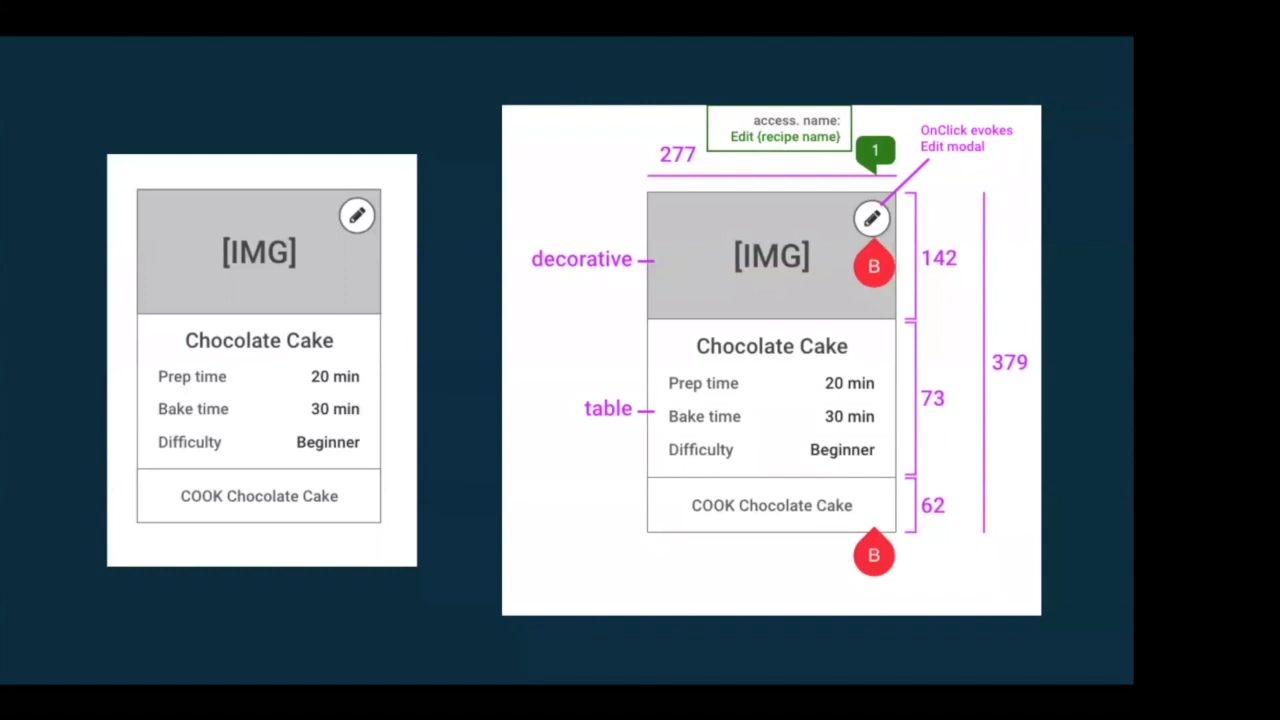 [IMG]
Chocolate Cake
Prep time 20 min
Bake time 30 min
Difficulty Beginner
COOK Chocolate Cake
access. name:
Edit {recipe name}
1
OnClick evokes
Edit modal
277
decorative
[IMG]
B
142
Chocolate Cake
Prep time 20 min
Bake time 30 min
Difficulty Beginner
table
73
379
COOK Chocolate Cake
62
B